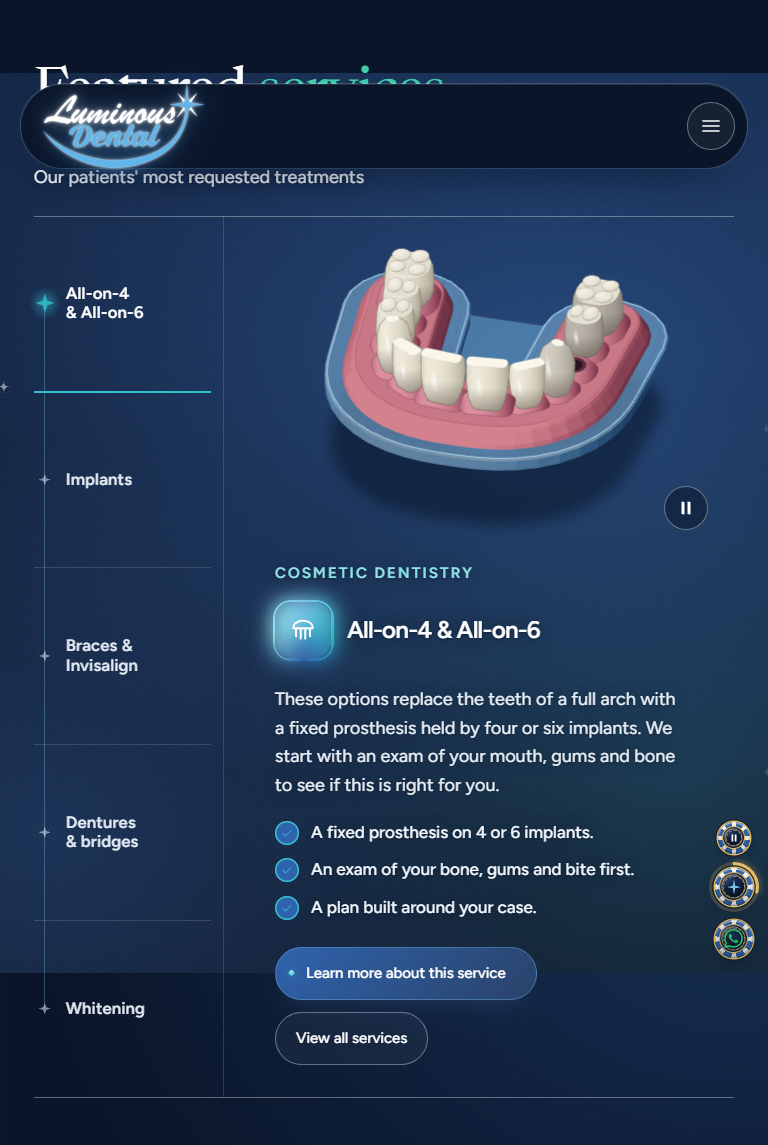 Featured services
Luminous
Dental
Our patients' most requested treatments
All-on-4
& All-on-6
Implants
Braces &
Invisalign
Dentures
& bridges
Whitening
COSMETIC DENTISTRY
All-on-4 & All-on-6
These options replace the teeth of a full arch with
a fixed prosthesis held by four or six implants. We
start with an exam of your mouth, gums and bone
to see if this is right for you.
A fixed prosthesis on 4 or 6 implants.
An exam of your bone, gums and bite first.
A plan built around your case.
Learn more about this service
View all services